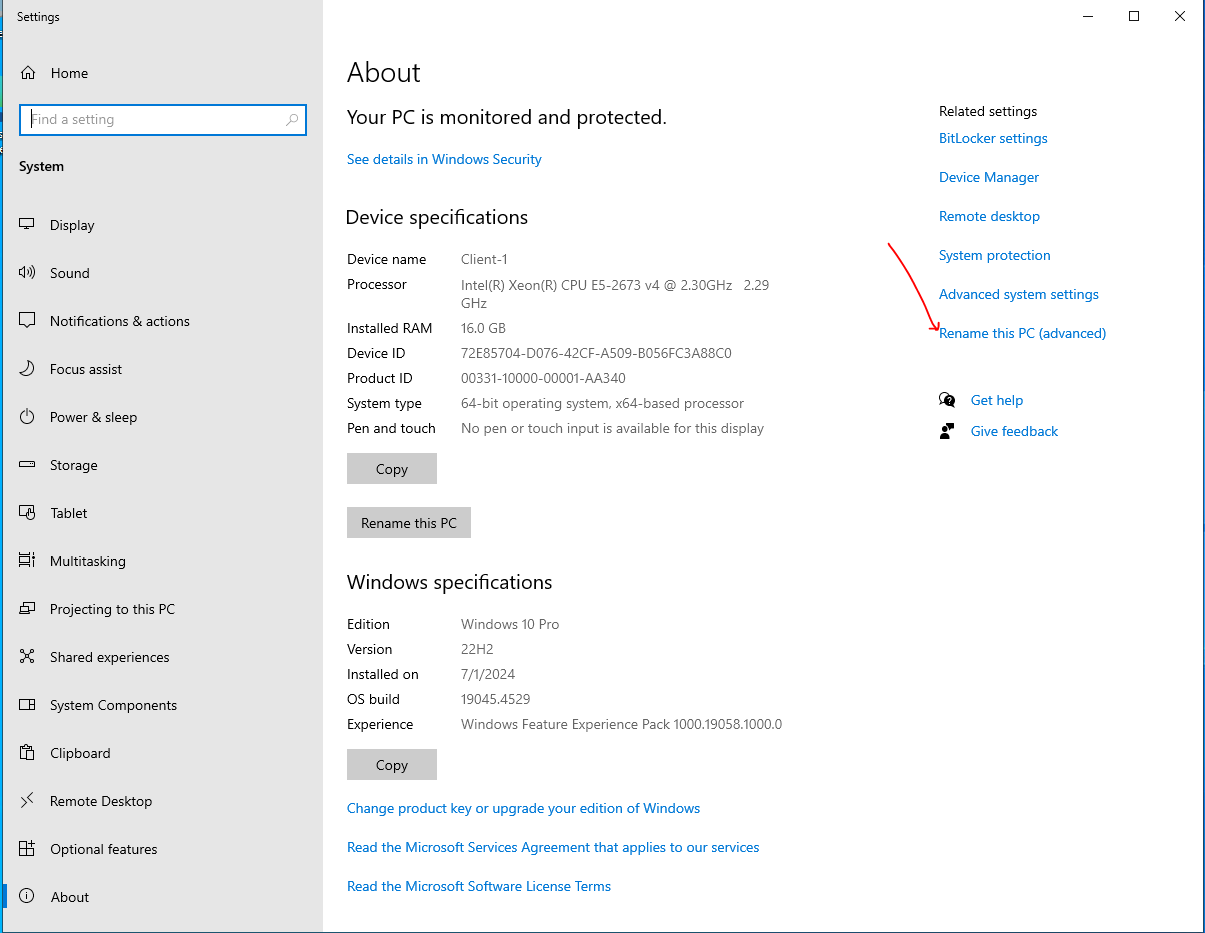 Settings
Home
Find a setting
System
Display
Sound
Notifications & actions
Focus assist
Power & sleep
Storage
Tablet
Multitasking
Projecting to this PC
Shared experiences
System Components
Clipboard
Remote Desktop
Optional features
About
About
Your PC is monitored and protected.
See details in Windows Security
Device specifications
Device name Client-1
Processor Intel(R) Xeon(R) CPU E5-2673 v4 @ 2.30GHz 2.29
GHz
Installed RAM 16.0 GB
Device ID 72E85704-D076-42CF-A509-B056FC3A88C0
Product ID 00331-10000-00001-AA340
System type 64-bit operating system, x64-based processor
Pen and touch No pen or touch input is available for this display
Copy
Rename this PC
Windows specifications
Edition Windows 10 Pro
Version 22H2
Installed on 7/1/2024
OS build 19045.4529
Experience Windows Feature Experience Pack 1000.19058.1000.0
Copy
Change product key or upgrade your edition of Windows
Read the Microsoft Services Agreement that applies to our services
Read the Microsoft Software License Terms
Related settings
BitLocker settings
Device Manager
Remote desktop
System protection
Advanced system settings
Rename this PC (advanced)
Get help
Give feedback